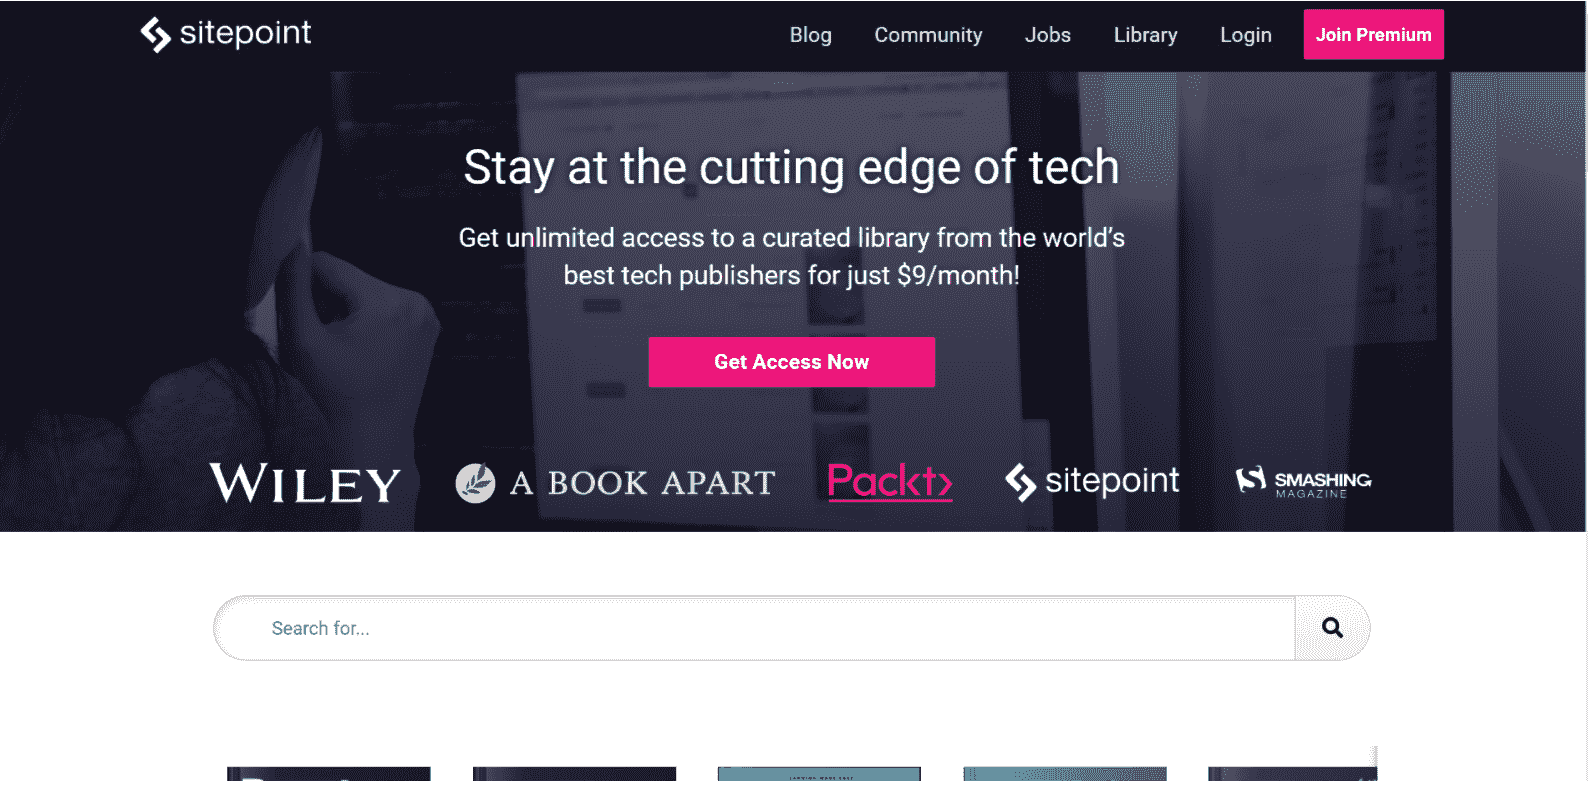 sitepoint
Blog Community Jobs Library Login Join Premium
Stay at the cutting edge of tech
Get unlimited access to a curated library from the world's
best tech publishers for just $9/month!
Get Access Now
WILEY A BOOK APART Packt> sitepoint SMASHING
MAGAZINE
Search for...